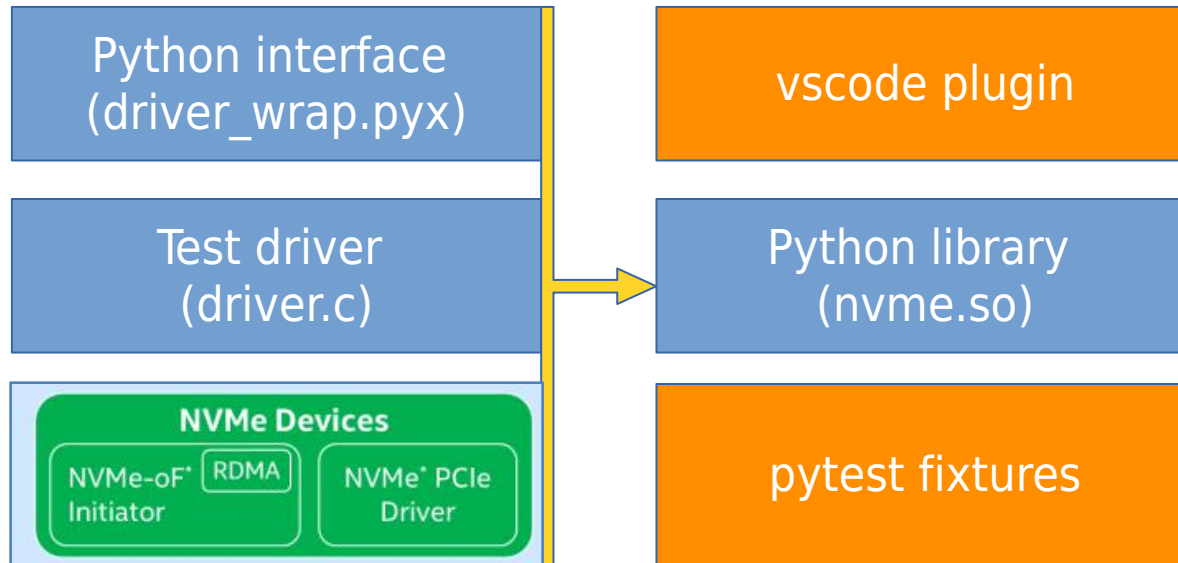 Python interface
(driver_wrap.pyx)
vscode plugin
Test driver
(driver.c)
Python library
(nvme.so)
NVMe Devices
NVMe-oF* RDMA
Initiator
NVMe* PCIe
Driver
pytest fixtures